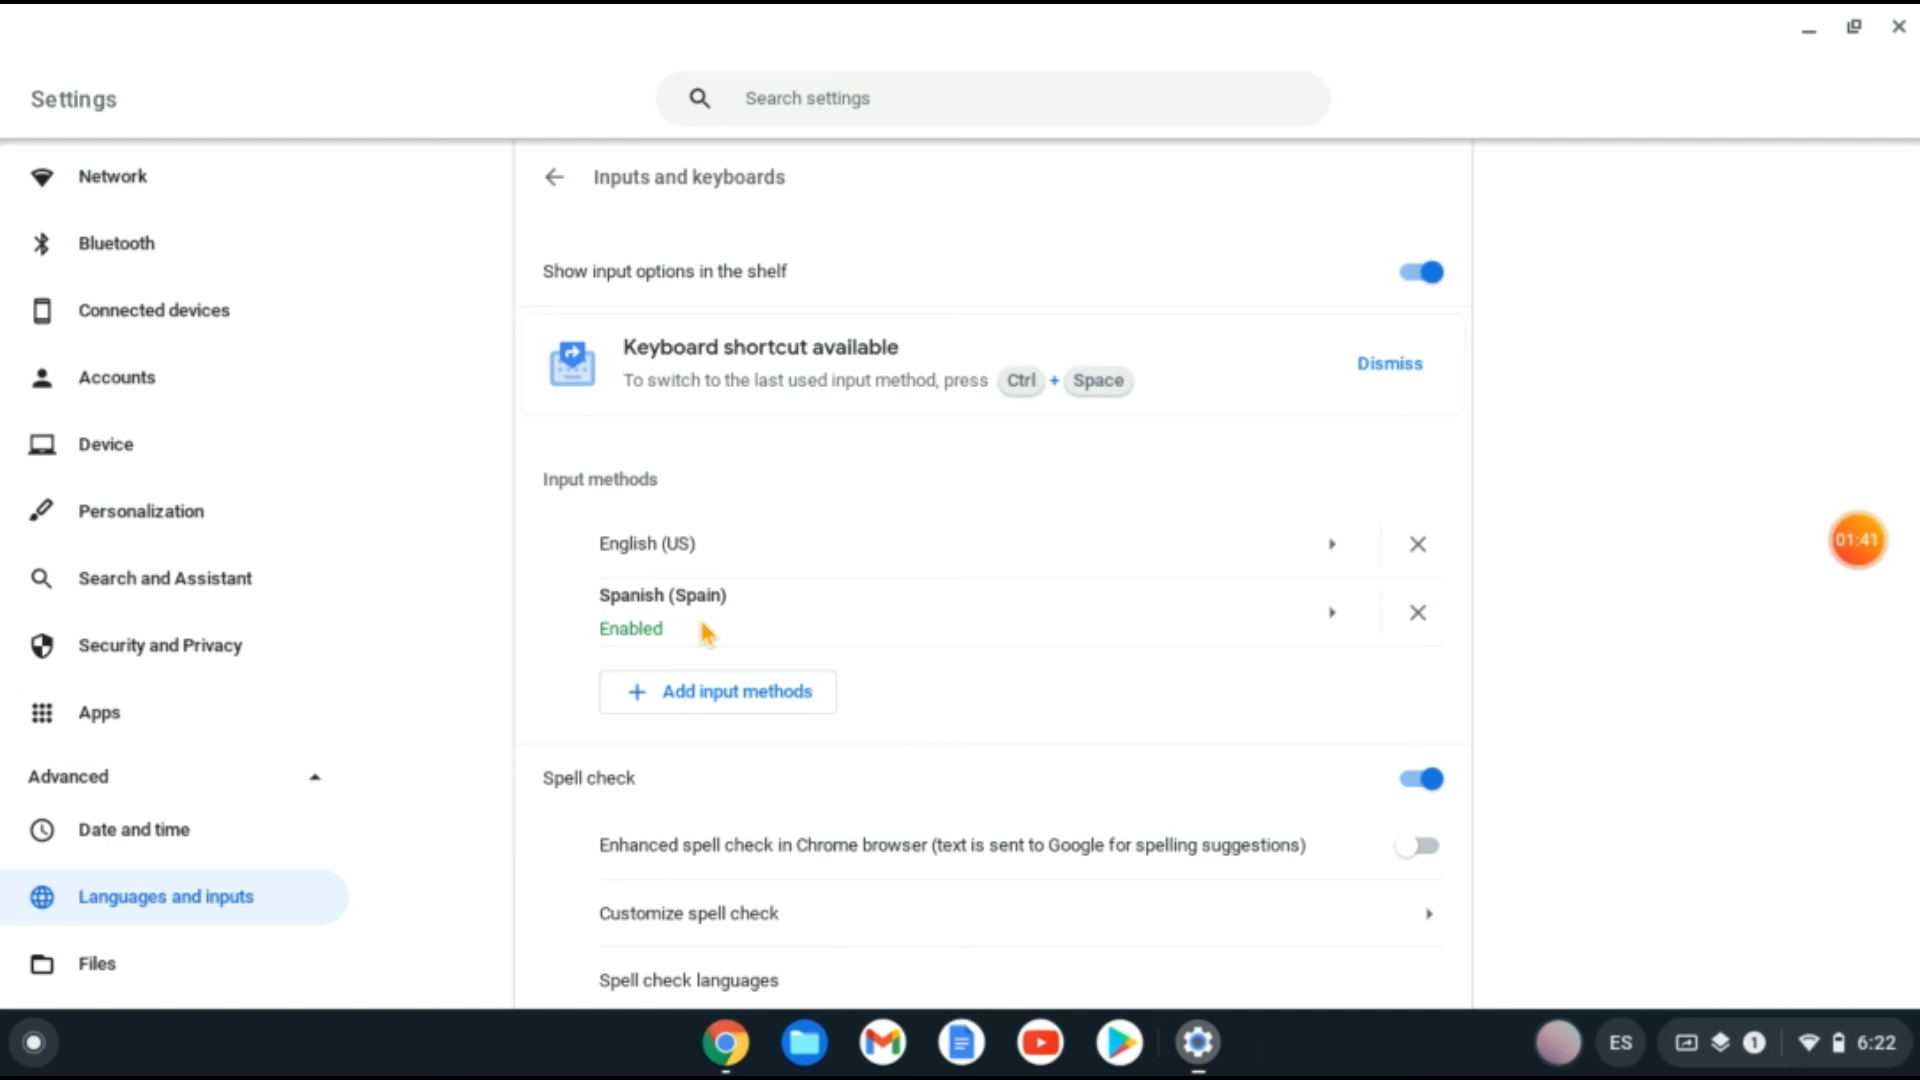 Settings
Search settings
Network
Bluetooth
Connected devices
Accounts
Device
Personalization
Search and Assistant
Security and Privacy
Apps
Advanced
Date and time
Languages and inputs
Files
Inputs and keyboards
Show input options in the shelf
Keyboard shortcut available
To switch to the last used input method, press Ctrl + Space
Dismiss
Input methods
English (US)
Spanish (Spain)
Enabled
+ Add input methods
Spell check
Enhanced spell check in Chrome browser (text is sent to Google for spelling suggestions)
Customize spell check
Spell check languages
01:41
ES
1
6:22